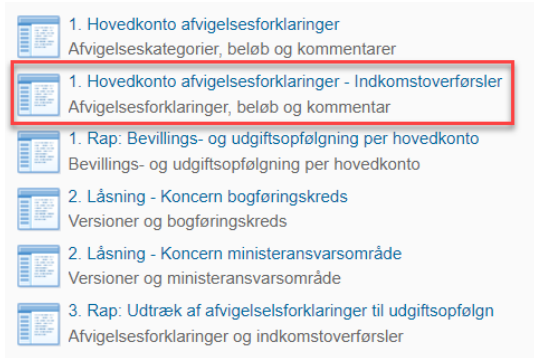 1. Hovedkonto afvigelsesforklaringer
Afvigelseskategorier, beløb og kommentarer
1. Hovedkonto afvigelsesforklaringer - Indkomstoverførsler
Afvigelsesforklaringer, beløb og kommentar
1. Rap: Bevillings- og udgiftsopfølgning per hovedkonto
Bevillings- og udgiftsopfølgning per hovedkonto
2. Låsning - Koncern bogføringskreds
Versioner og bogføringskreds
2. Låsning - Koncern ministeransvarsområde
Versioner og ministeransvarsområde
3. Rap: Udtræk af afvigelselsforklaringer til udgiftsopfølgn
Afvigelsesforklaringer og indkomstoverførsler